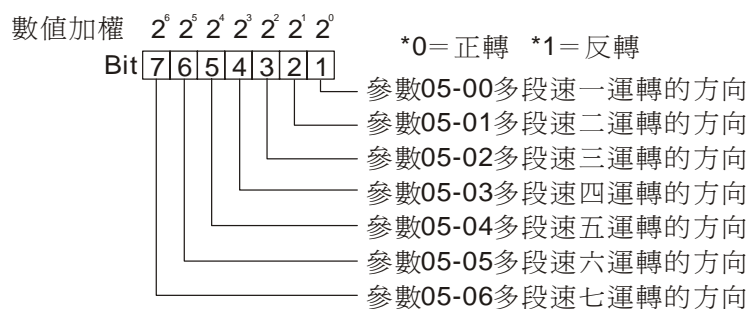 數值加權 2⁶ 2⁵ 2⁴ 2³ 2² 2¹ 2⁰
*0＝正轉 *1＝反轉
Bit 7 6 5 4 3 2 1
參數05-00多段速一運轉的方向
參數05-01多段速二運轉的方向
參數05-02多段速三運轉的方向
參數05-03多段速四運轉的方向
參數05-04多段速五運轉的方向
參數05-05多段速六運轉的方向
參數05-06多段速七運轉的方向